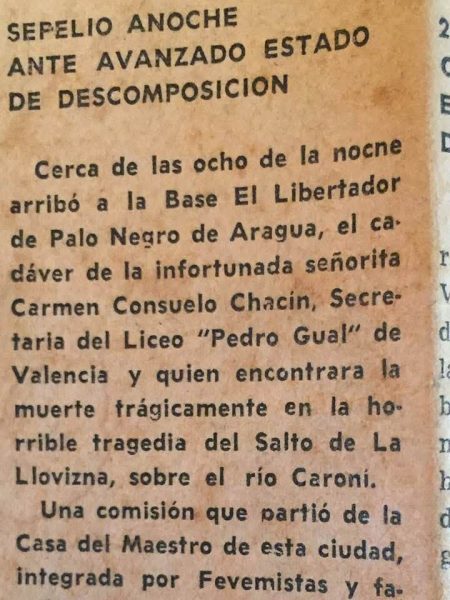 SEPELIO ANOCHE
ANTE AVANZADO ESTADO
DE DESCOMPOSICION
Cerca de las ocho de la nocne
arribó a la Base El Libertador
de Palo Negro de Aragua, el ca-
dáver de la infortunada señorita
Carmen Consuelo Chacín, Secre-
taria del Liceo "Pedro Gual" de
Valencia y quien encontrara la
muerte trágicamente en la ho-
rrible tragedia del Salto de La
Llovizna, sobre el río Caroní.
Una comisión que partió de la
Casa del Maestro de esta ciudad,
integrada por Fevemistas y fa-